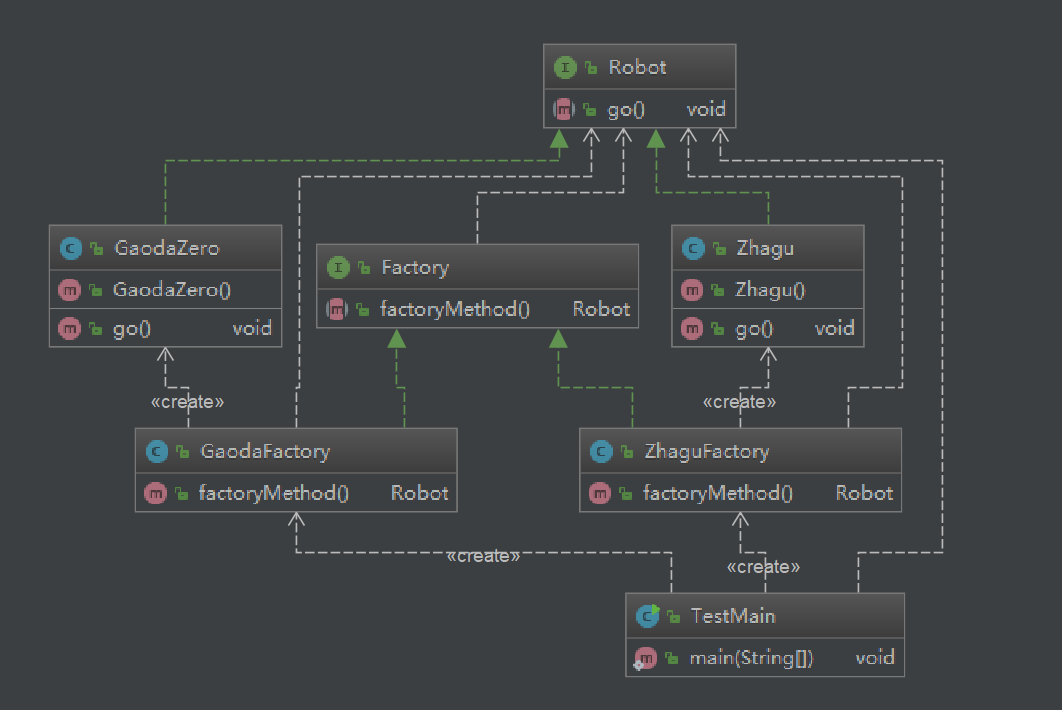 Robot
go() void
GaodaZero
GaodaZero()
go() void
Factory
factoryMethod() Robot
Zhagu
Zhagu()
go() void
«create»
«create»
GaodaFactory
factoryMethod() Robot
ZhaguFactory
factoryMethod() Robot
«create»
«create»
TestMain
main(String[]) void